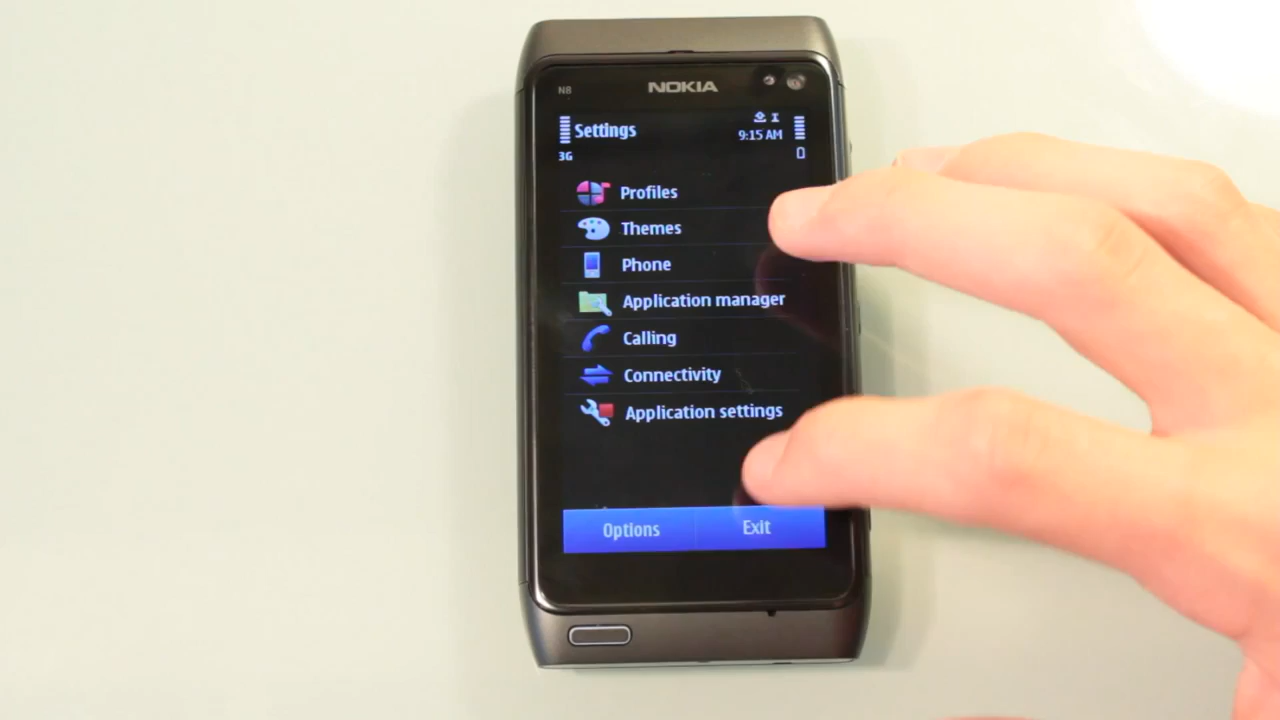 N8
NOKIA
Settings
9:15 AM
3G
Profiles
Themes
Phone
Application manager
Calling
Connectivity
Application settings
Options
Exit